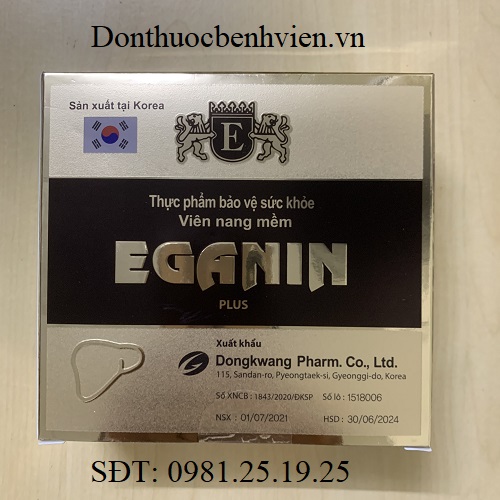 Donthuocbenhvien.vn
Sản xuất tại Korea
E
Thực phẩm bảo vệ sức khỏe
Viên nang mềm
EGANIN
PLUS
Xuất khẩu
Dongkwang Pharm. Co., Ltd.
115, Sandan-ro, Pyeongtaek-si, Gyeonggi-do, Korea
Số XNCB : 1843/2020/ĐKSP Số lô : 1518006
NSX : 01/07/2021 HSD : 30/06/2024
SĐT: 0981.25.19.25